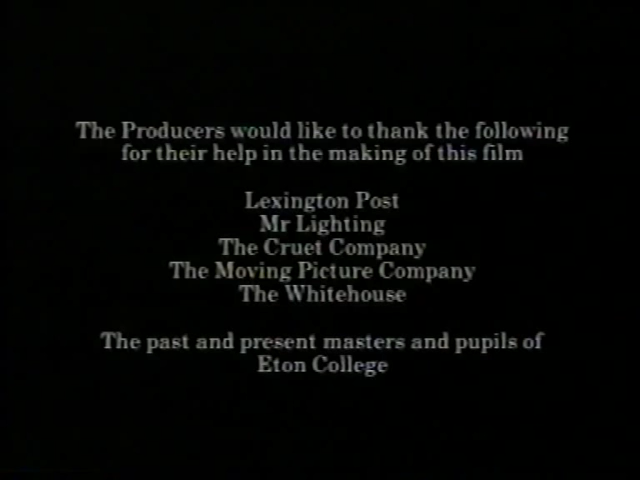 The Producers would like to thank the following
for their help in the making of this film
Lexington Post
Mr Lighting
The Cruet Company
The Moving Picture Company
The Whitehouse
The past and present masters and pupils of
Eton College